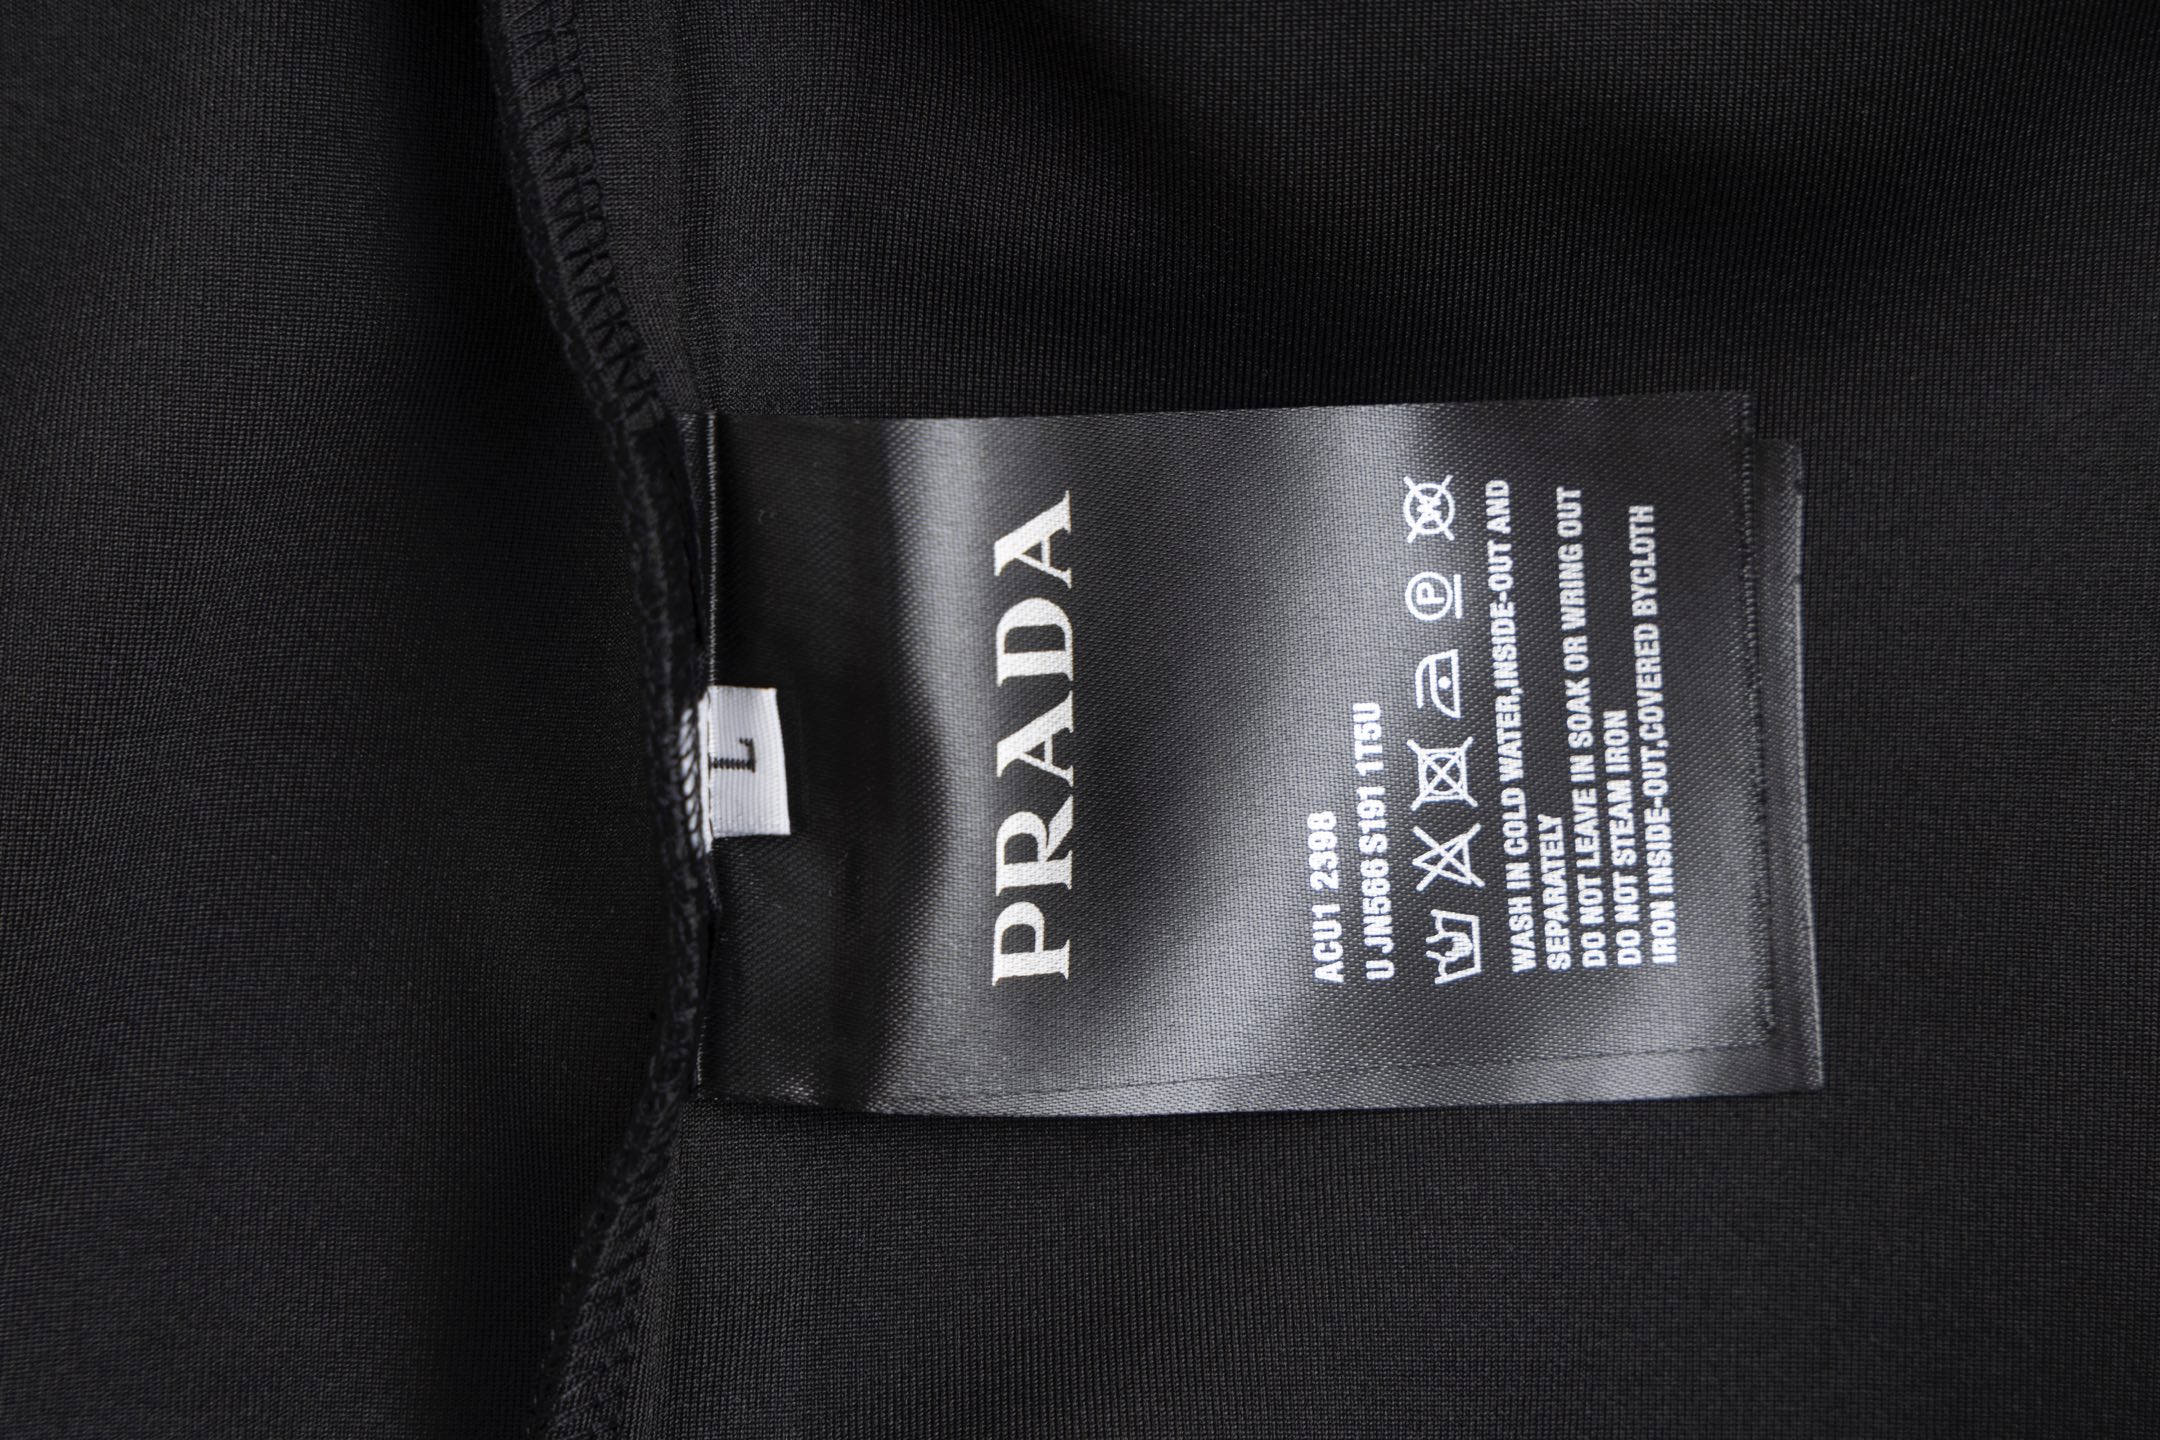 L
PRADA
ACU1 2398
U JN566 S191 1T5U
P
WASH IN COLD WATER,INSIDE-OUT AND
SEPARATELY
DO NOT LEAVE IN SOAK OR WRING OUT
DO NOT STEAM IRON
IRON INSIDE-OUT,COVERED BYCLOTH